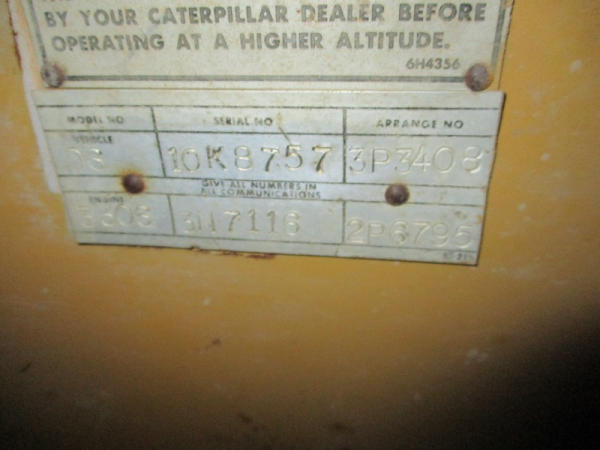 BY YOUR CATERPILLAR DEALER BEFORE
OPERATING AT A HIGHER ALTITUDE.
6H4356
MODEL NO SERIAL NO ARRANGE NO
VEHICLE
10K8757 3P3408
GIVE ALL NUMBERS IN
ALL COMMUNICATIONS
ENGINE
7116 2P6795